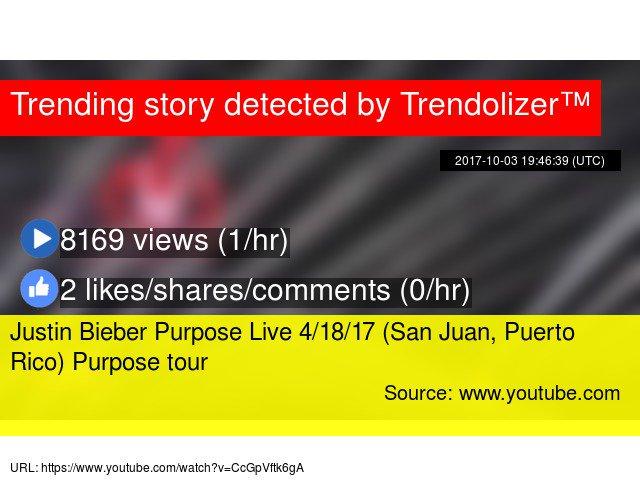 Trending story detected by Trendolizer™
2017-10-03 19:46:39 (UTC)
8169 views (1/hr)
2 likes/shares/comments (0/hr)
Justin Bieber Purpose Live 4/18/17 (San Juan, Puerto
Rico) Purpose tour
Source: www.youtube.com
URL: https://www.youtube.com/watch?v=CcGpVftk6gA